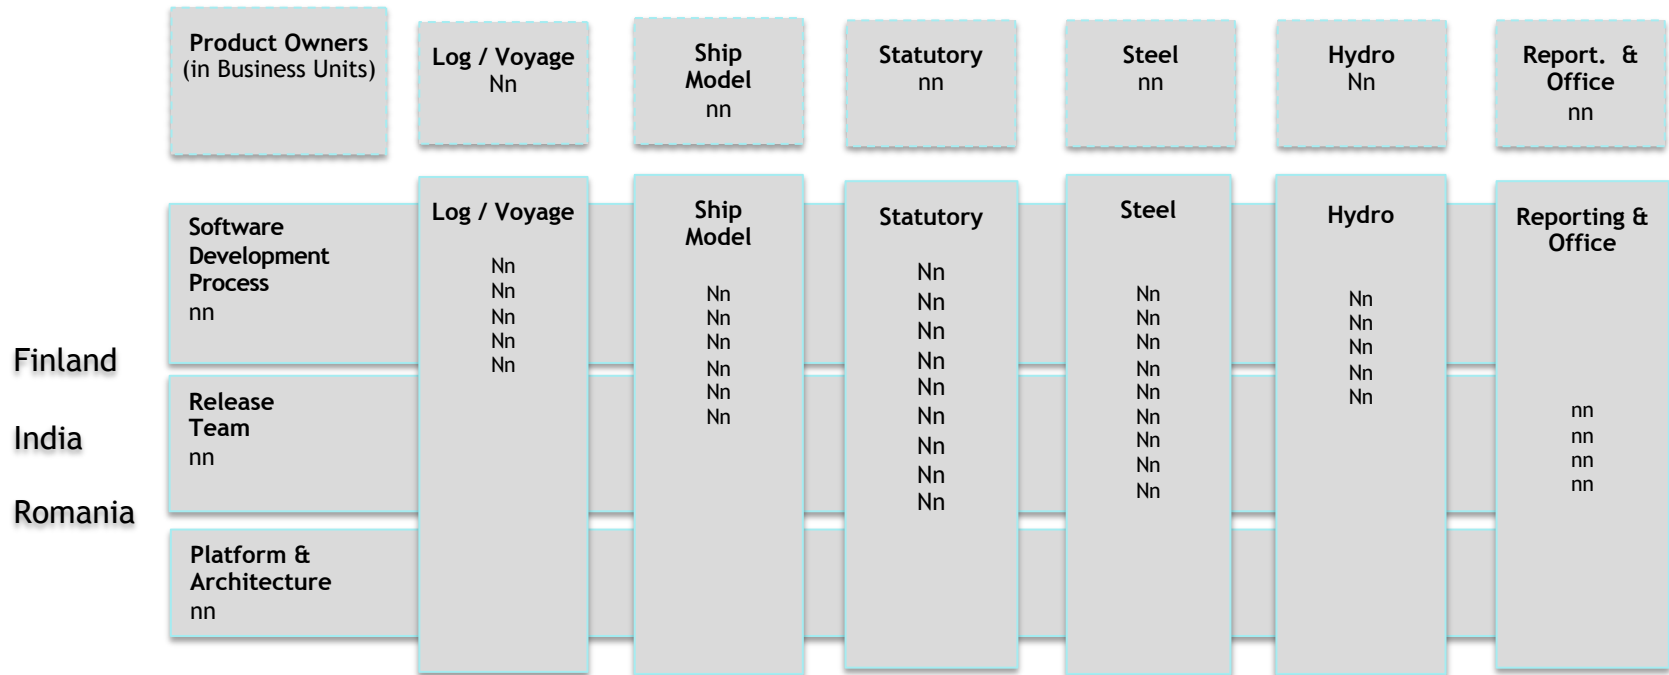 Product Owners
(in Business Units)
Log / Voyage
Nn
Ship
Model
nn
Statutory
nn
Steel
nn
Hydro
Nn
Report. &
Office
nn
Finland
India
Romania
Software
Development
Process
nn
Release
Team
nn
Platform &
Architecture
nn
Log / Voyage
Nn
Nn
Nn
Nn
Nn
Ship
Model
Nn
Nn
Nn
Nn
Nn
Nn
Statutory
Nn
Nn
Nn
Nn
Nn
Nn
Nn
Nn
Nn
Steel
Nn
Nn
Nn
Nn
Nn
Nn
Nn
Nn
Nn
Hydro
Nn
Nn
Nn
Nn
Nn
Reporting &
Office
nn
nn
nn
nn